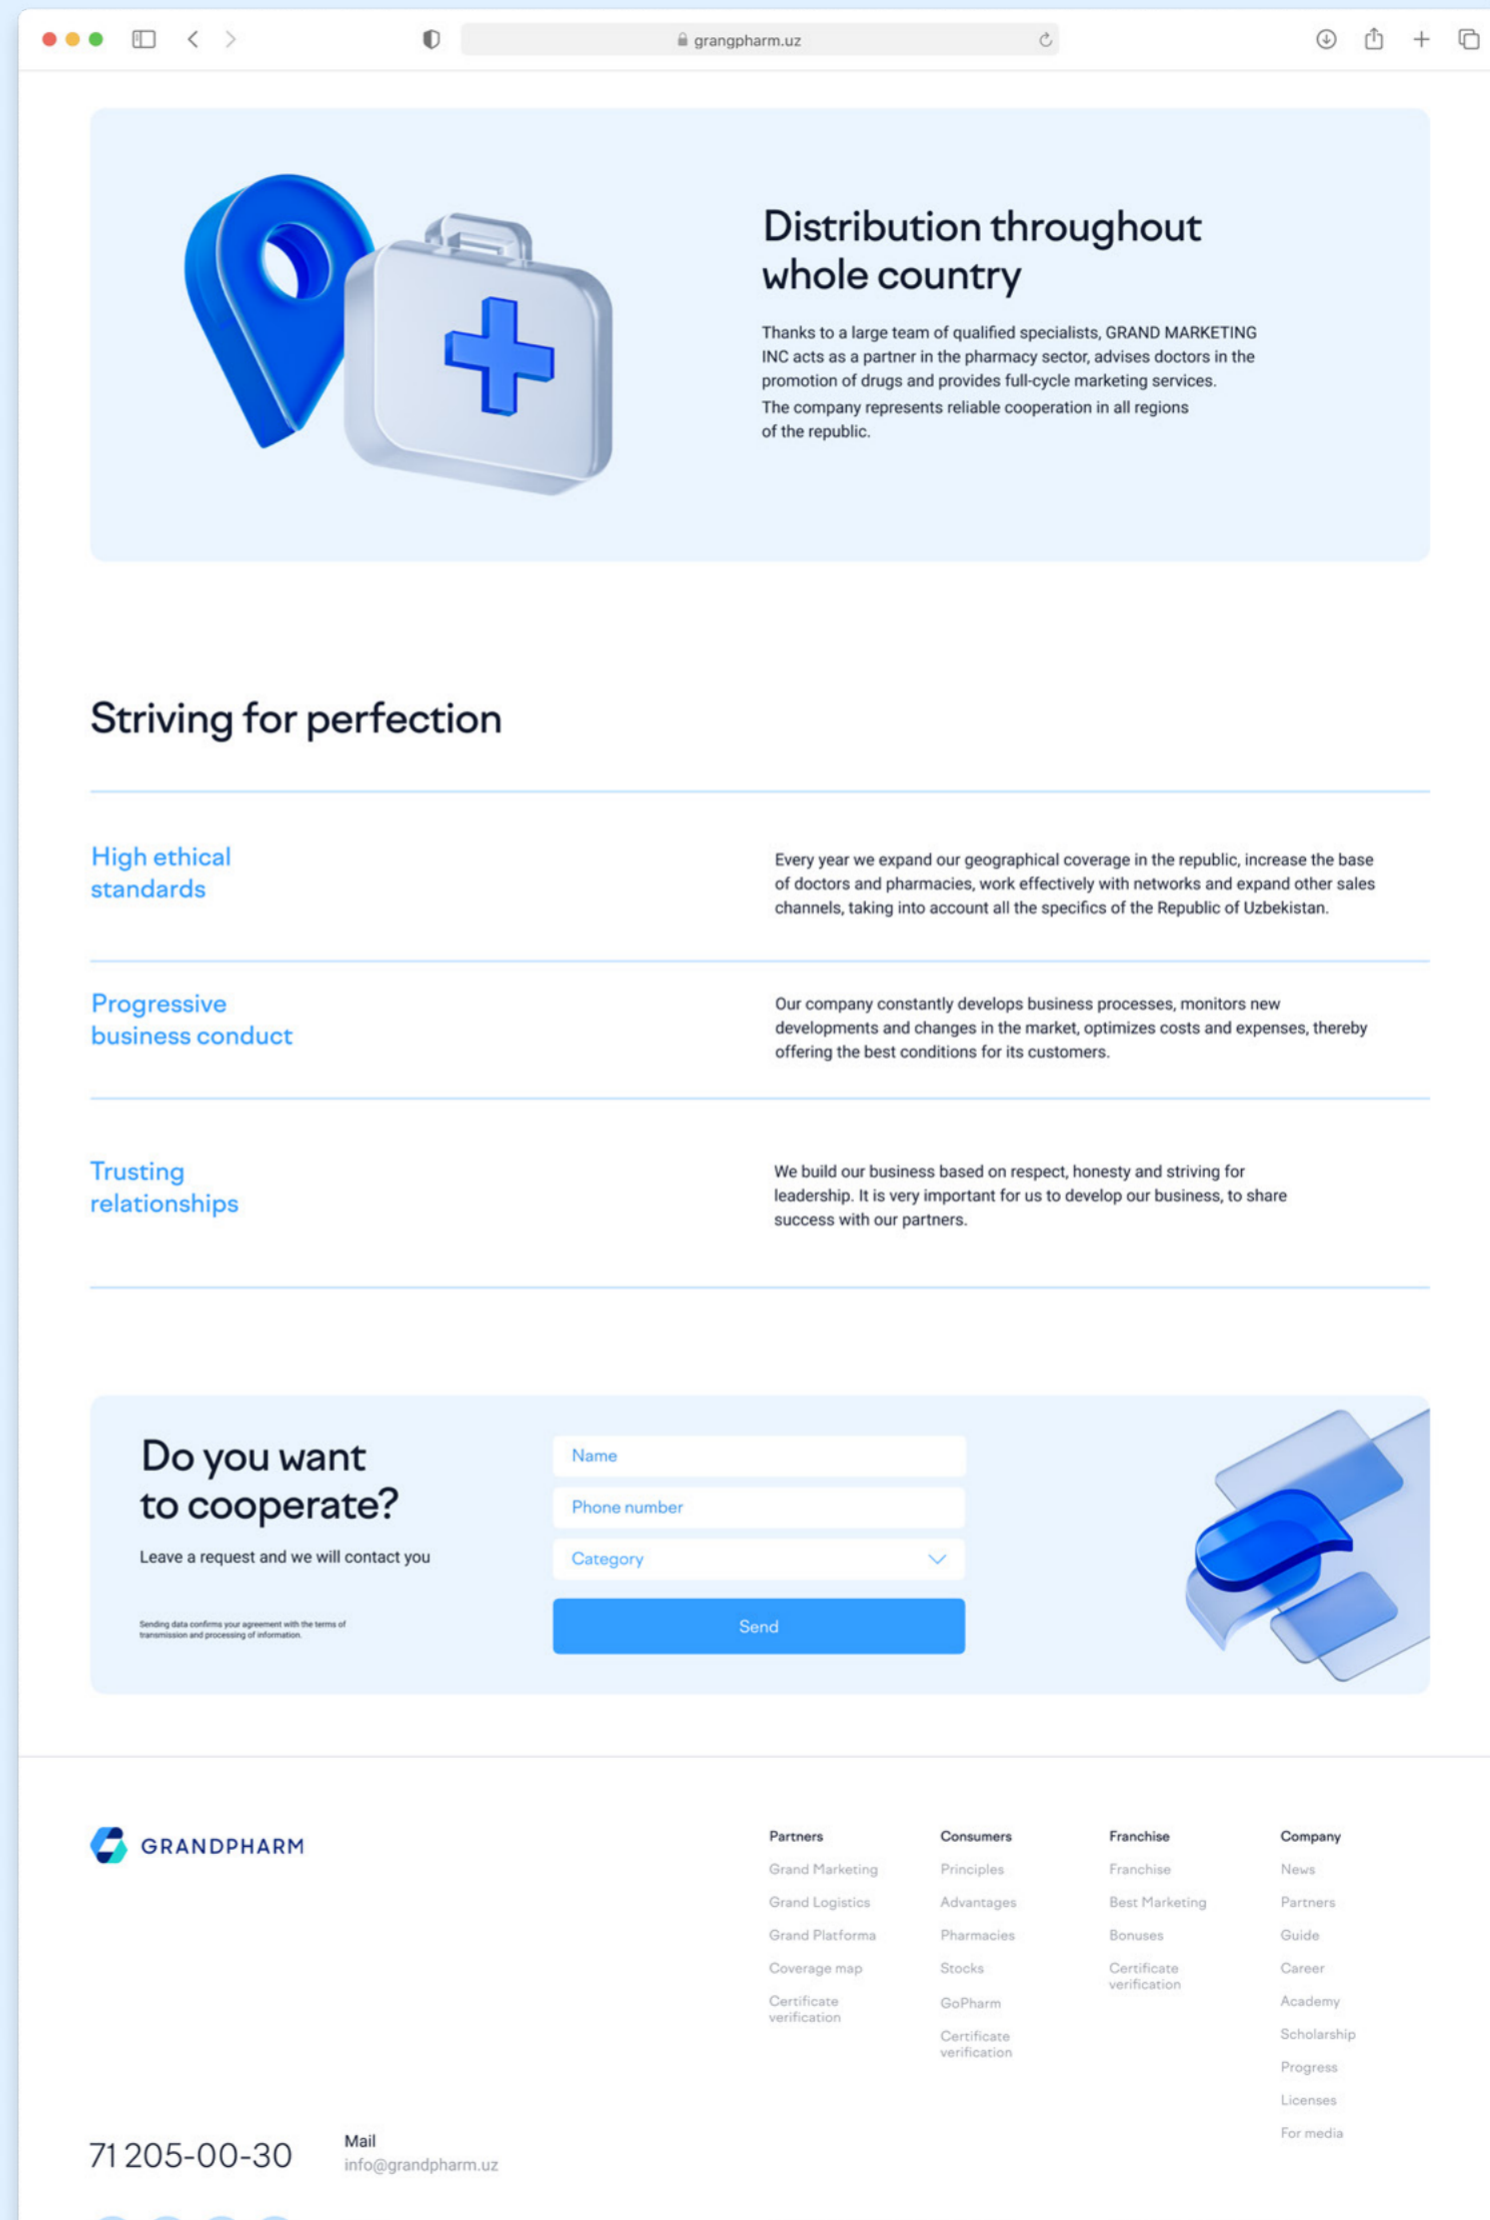 grangpharm.uz
Distribution throughout
whole country
Thanks to a large team of qualified specialists, GRAND MARKETING
INC acts as a partner in the pharmacy sector, advises doctors in the
promotion of drugs and provides full-cycle marketing services.
The company represents reliable cooperation in all regions
of the republic.
Striving for perfection
High ethical
standards
Every year we expand our geographical coverage in the republic, increase the base
of doctors and pharmacies, work effectively with networks and expand other sales
channels, taking into account all the specifics of the Republic of Uzbekistan.
Progressive
business conduct
Our company constantly develops business processes, monitors new
developments and changes in the market, optimizes costs and expenses, thereby
offering the best conditions for its customers.
Trusting
relationships
We build our business based on respect, honesty and striving for
leadership. It is very important for us to develop our business, to share
success with our partners.
Do you want
to cooperate?
Leave a request and we will contact you
Sending data confirms your agreement with the terms of
transmission and processing of information.
Name
Phone number
Category
Send
GRANDPHARM
Partners
Grand Marketing
Grand Logistics
Grand Platforma
Coverage map
Certificate
verification
Consumers
Principles
Advantages
Pharmacies
Stocks
GoPharm
Certificate
verification
Franchise
Franchise
Best Marketing
Bonuses
Certificate
verification
Company
News
Partners
Guide
Career
Academy
Scholarship
Progress
Licenses
For media
71 205-00-30
Mail
info@grandpharm.uz